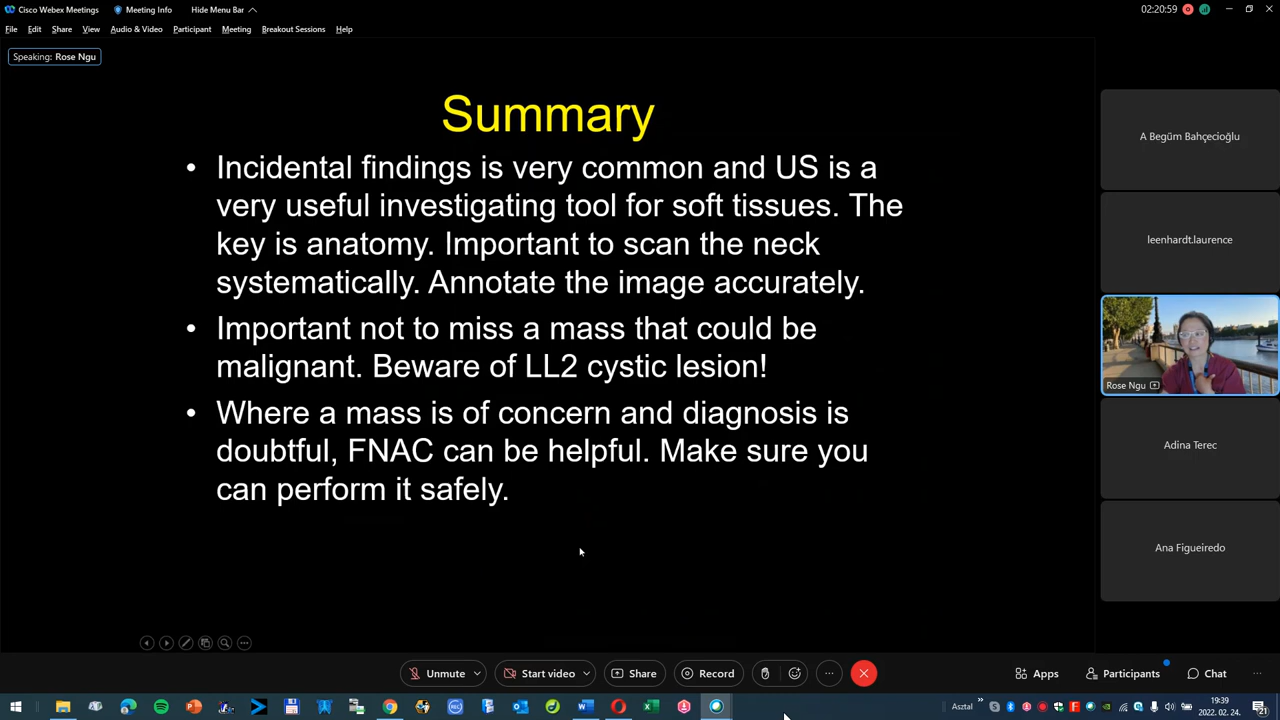 Cisco Webex Meetings
Meeting Info
Hide Menu Bar
02:20:59
File Edit Share View Audio & Video Participant Meeting Breakout Sessions Help
Speaking: Rose Ngu
Summary
• Incidental findings is very common and US is a
very useful investigating tool for soft tissues. The
key is anatomy. Important to scan the neck
systematically. Annotate the image accurately.
• Important not to miss a mass that could be
malignant. Beware of LL2 cystic lesion!
• Where a mass is of concern and diagnosis is
doubtful, FNAC can be helpful. Make sure you
can perform it safely.
A Begüm Bahçecioğlu
leenhardt.laurence
Rose Ngu
Adina Terec
Ana Figueiredo
Unmute
Start video
Share
Record
Apps
Participants
Chat
Asztal
19:39
2022. 02. 24.